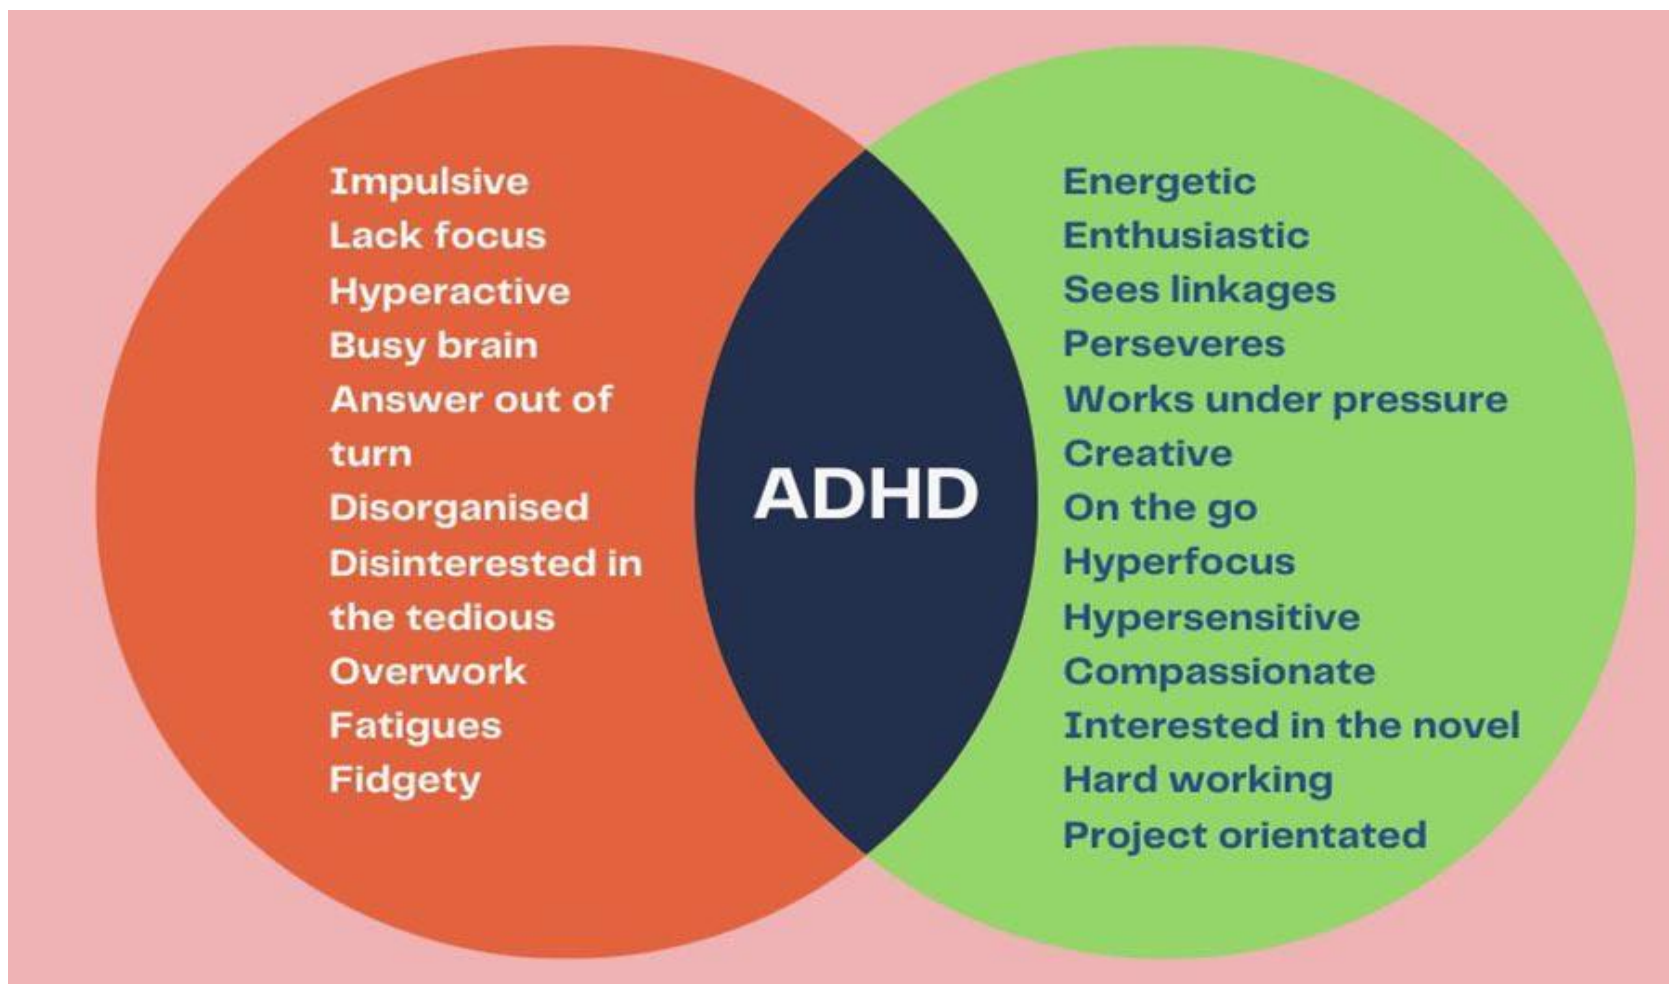 Impulsive
Lack focus
Hyperactive
Busy brain
Answer out of
turn
Disorganised
Disinterested in
the tedious
Overwork
Fatigues
Fidgety
ADHD
Energetic
Enthusiastic
Sees linkages
Perseveres
Works under pressure
Creative
On the go
Hyperfocus
Hypersensitive
Compassionate
Interested in the novel
Hard working
Project orientated